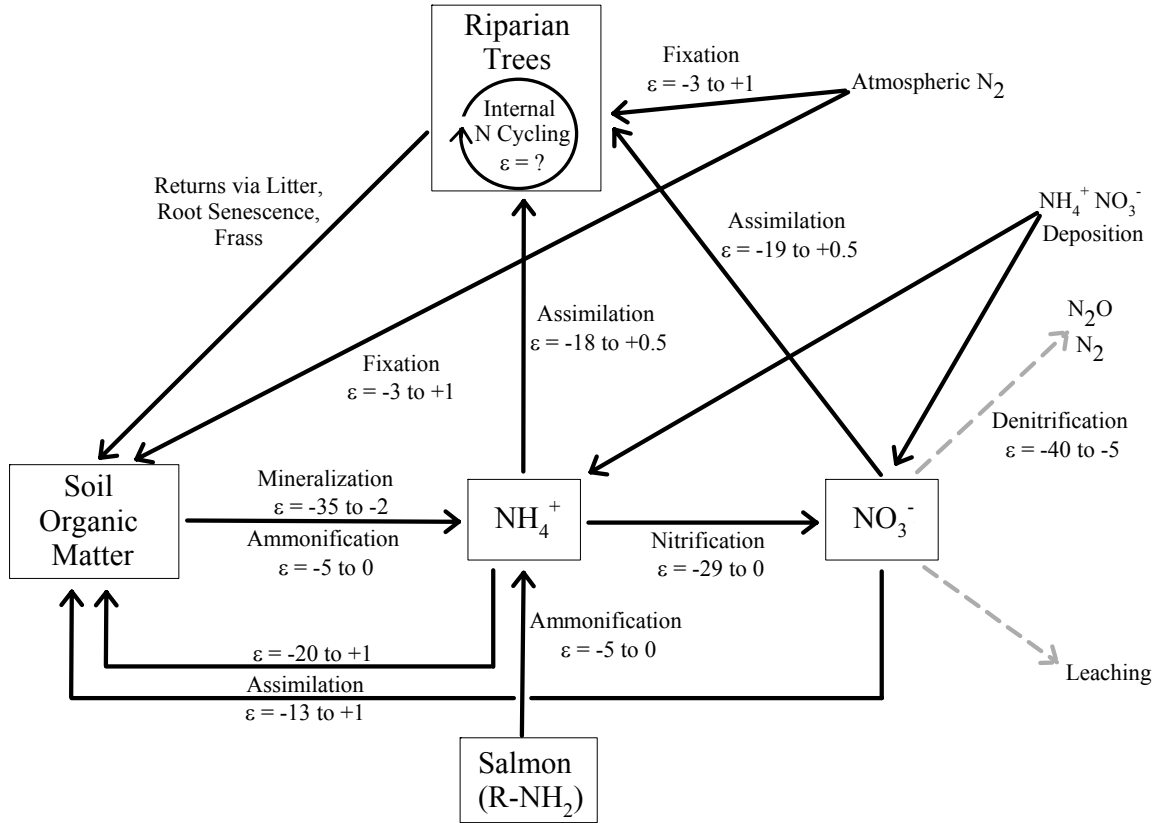 Riparian
Trees
Internal
N Cycling
ε = ?
Fixation
ε = -3 to +1
Atmospheric N₂
Returns via Litter,
Root Senescence,
Frass
Assimilation
ε = -19 to +0.5
NH₄⁺ NO₃⁻
Deposition
N₂O
N₂
Assimilation
ε = -18 to +0.5
Fixation
ε = -3 to +1
Denitrification
ε = -40 to -5
Soil
Organic
Matter
Mineralization
ε = -35 to -2
Ammonification
ε = -5 to 0
NH₄⁺
Nitrification
ε = -29 to 0
NO₃⁻
Ammonification
ε = -5 to 0
ε = -20 to +1
Assimilation
ε = -13 to +1
Leaching
Salmon
(R-NH₂)